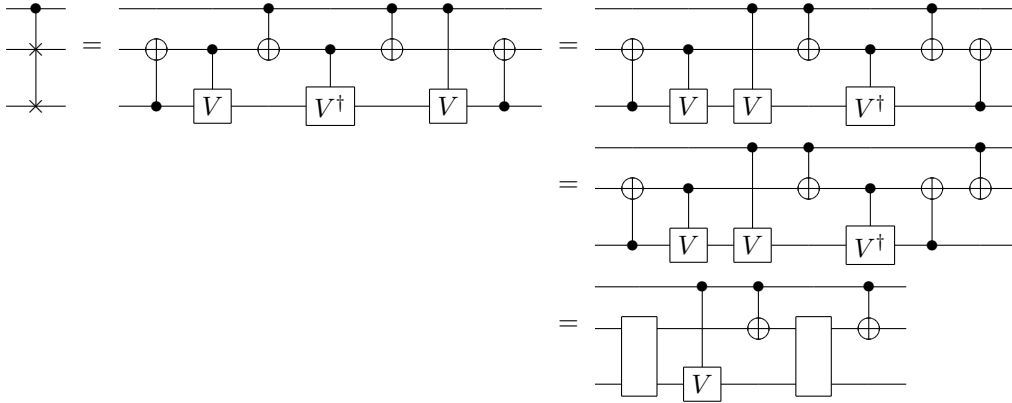 = V V† V = V V V†
= V V V†
= V